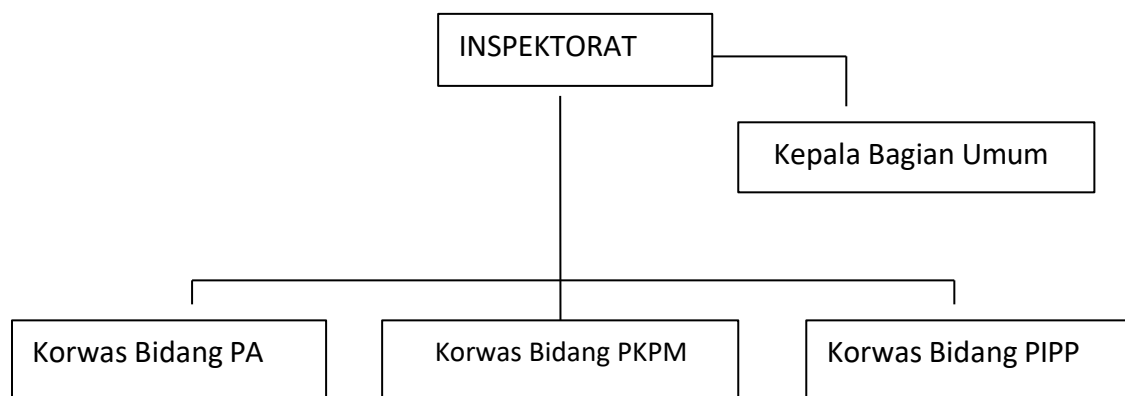 INSPEKTORAT
Kepala Bagian Umum
Korwas Bidang PA
Korwas Bidang PKPM
Korwas Bidang PIPP